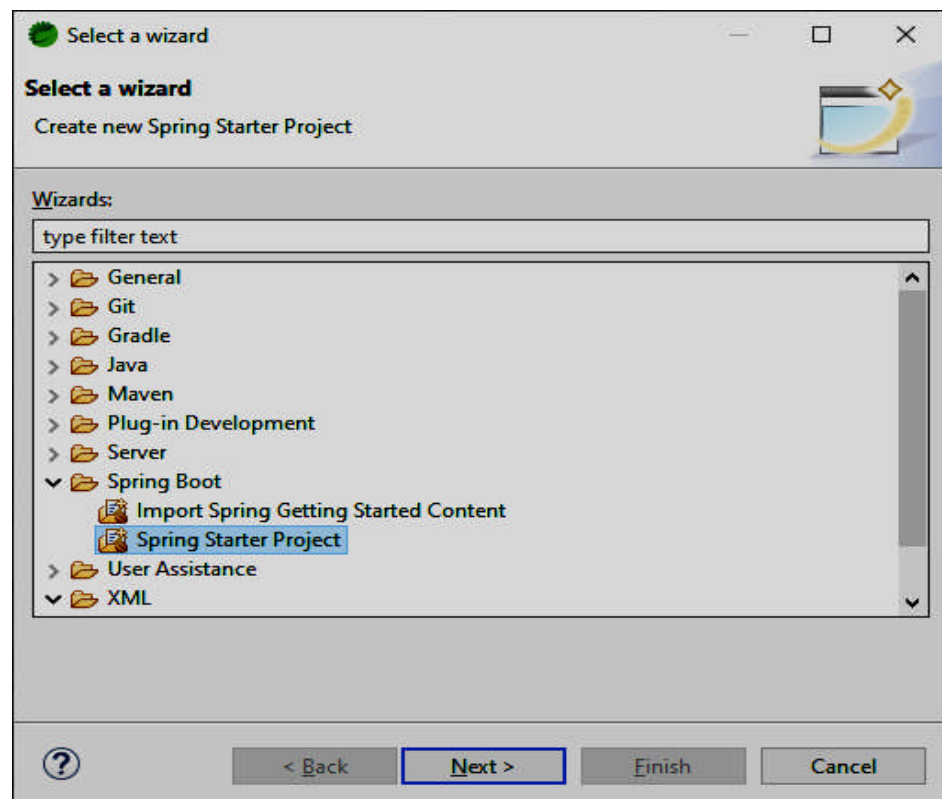 Select a wizard
Select a wizard
Create new Spring Starter Project
Wizards:
type filter text
General
Git
Gradle
Java
Maven
Plug-in Development
Server
Spring Boot
Import Spring Getting Started Content
Spring Starter Project
User Assistance
XML
? < Back Next > Finish Cancel